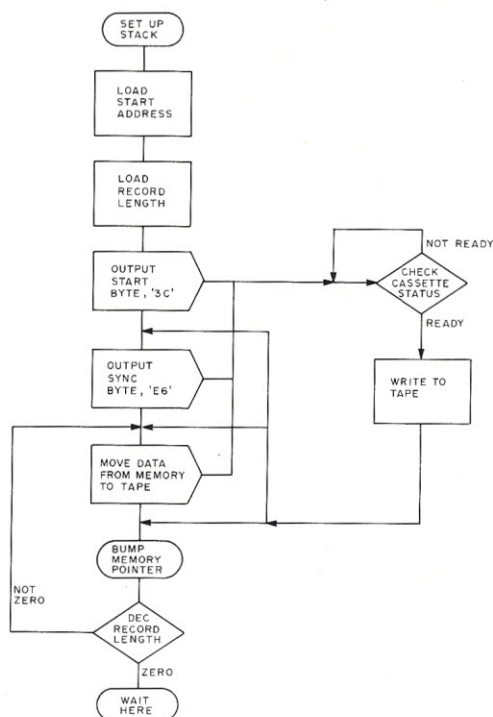 SET UP
STACK
LOAD
START
ADDRESS
LOAD
RECORD
LENGTH
OUTPUT
START
BYTE, '3C'
NOT READY
CHECK
CASSETTE
STATUS
READY
OUTPUT
SYNC
BYTE, 'E6'
WRITE TO
TAPE
MOVE DATA
FROM MEMORY
TO TAPE
BUMP
MEMORY
POINTER
NOT
ZERO
DEC
RECORD
LENGTH
ZERO
WAIT
HERE